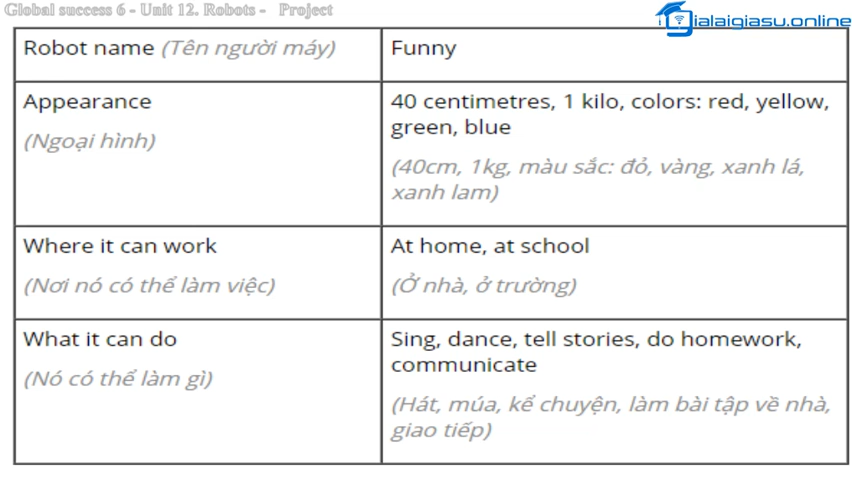 Global success 6 - Unit 12. Robots - Project
ialaigiasu.online
Robot name (Tên người máy)
Funny
Appearance
(Ngoại hình)
40 centimetres, 1 kilo, colors: red, yellow,
green, blue
(40cm, 1kg, màu sắc: đỏ, vàng, xanh lá,
xanh lam)
Where it can work
(Nơi nó có thể làm việc)
At home, at school
(Ở nhà, ở trường)
What it can do
(Nó có thể làm gì)
Sing, dance, tell stories, do homework,
communicate
(Hát, múa, kể chuyện, làm bài tập về nhà,
giao tiếp)